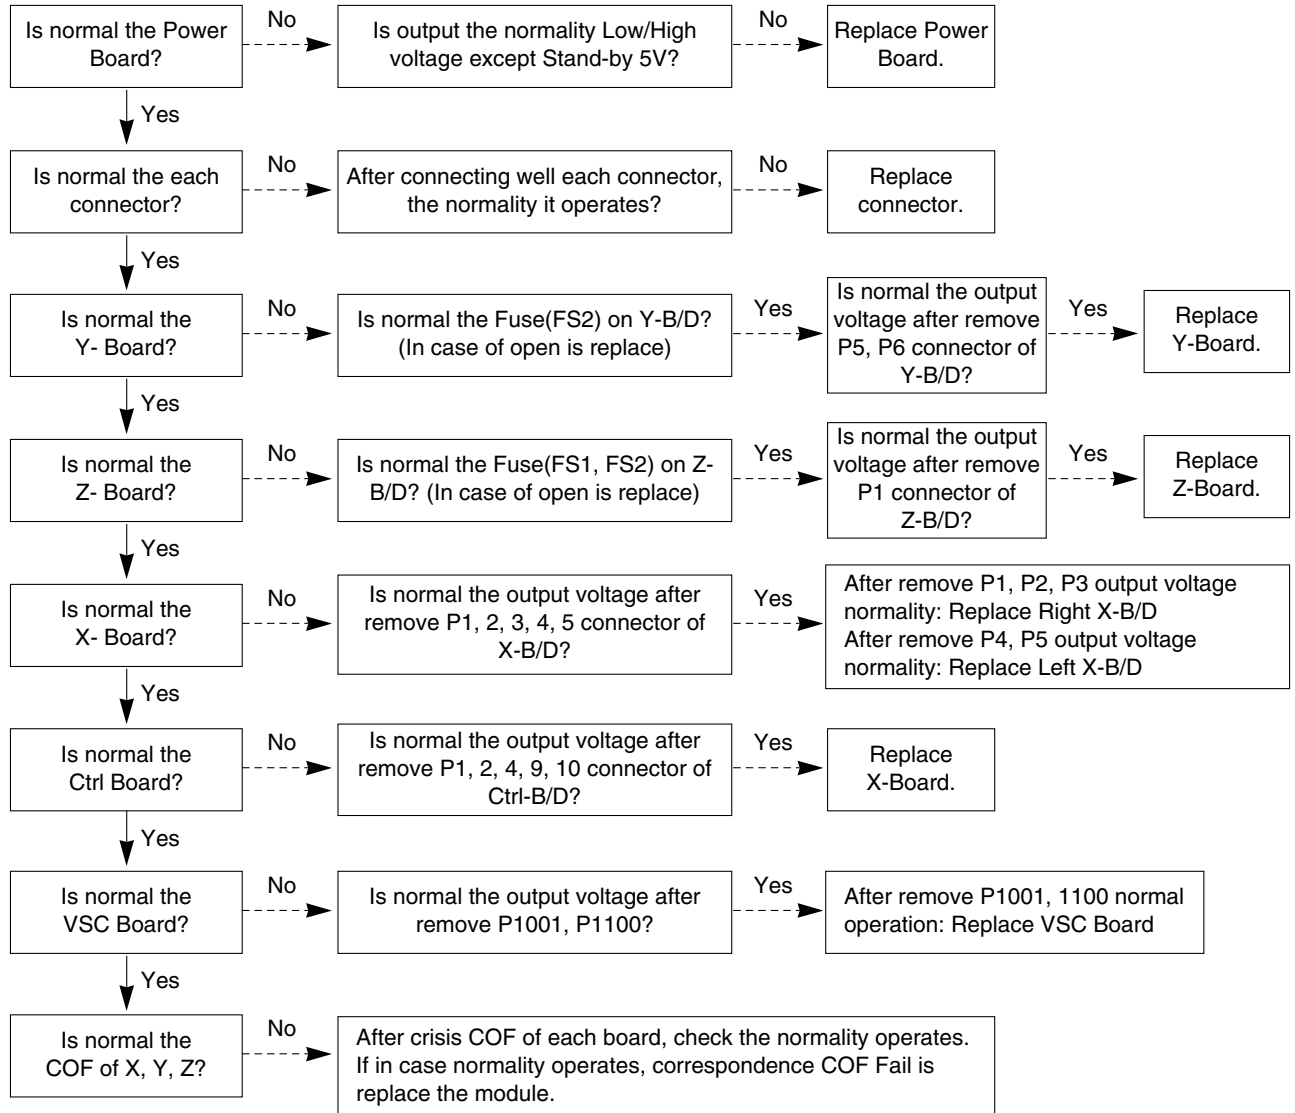 Is normal the Power
Board?
No
Is output the normality Low/High
voltage except Stand-by 5V?
No
Replace Power
Board.
Yes
Is normal the each
connector?
No
After connecting well each connector,
the normality it operates?
No
Replace
connector.
Yes
Is normal the
Y- Board?
No
Is normal the Fuse(FS2) on Y-B/D?
(In case of open is replace)
Yes
Is normal the output
voltage after remove
P5, P6 connector of
Y-B/D?
Yes
Replace
Y-Board.
Yes
Is normal the
Z- Board?
No
Is normal the Fuse(FS1, FS2) on Z-
B/D? (In case of open is replace)
Yes
Is normal the output
voltage after remove
P1 connector of
Z-B/D?
Yes
Replace
Z-Board.
Yes
Is normal the
X- Board?
No
Is normal the output voltage after
remove P1, 2, 3, 4, 5 connector of
X-B/D?
Yes
After remove P1, P2, P3 output voltage
normality: Replace Right X-B/D
After remove P4, P5 output voltage
normality: Replace Left X-B/D
Yes
Is normal the
Ctrl Board?
No
Is normal the output voltage after
remove P1, 2, 4, 9, 10 connector of
Ctrl-B/D?
Yes
Replace
X-Board.
Yes
Is normal the
VSC Board?
No
Is normal the output voltage after
remove P1001, P1100?
Yes
After remove P1001, 1100 normal
operation: Replace VSC Board
Yes
Is normal the
COF of X, Y, Z?
No
After crisis COF of each board, check the normality operates.
If in case normality operates, correspondence COF Fail is
replace the module.